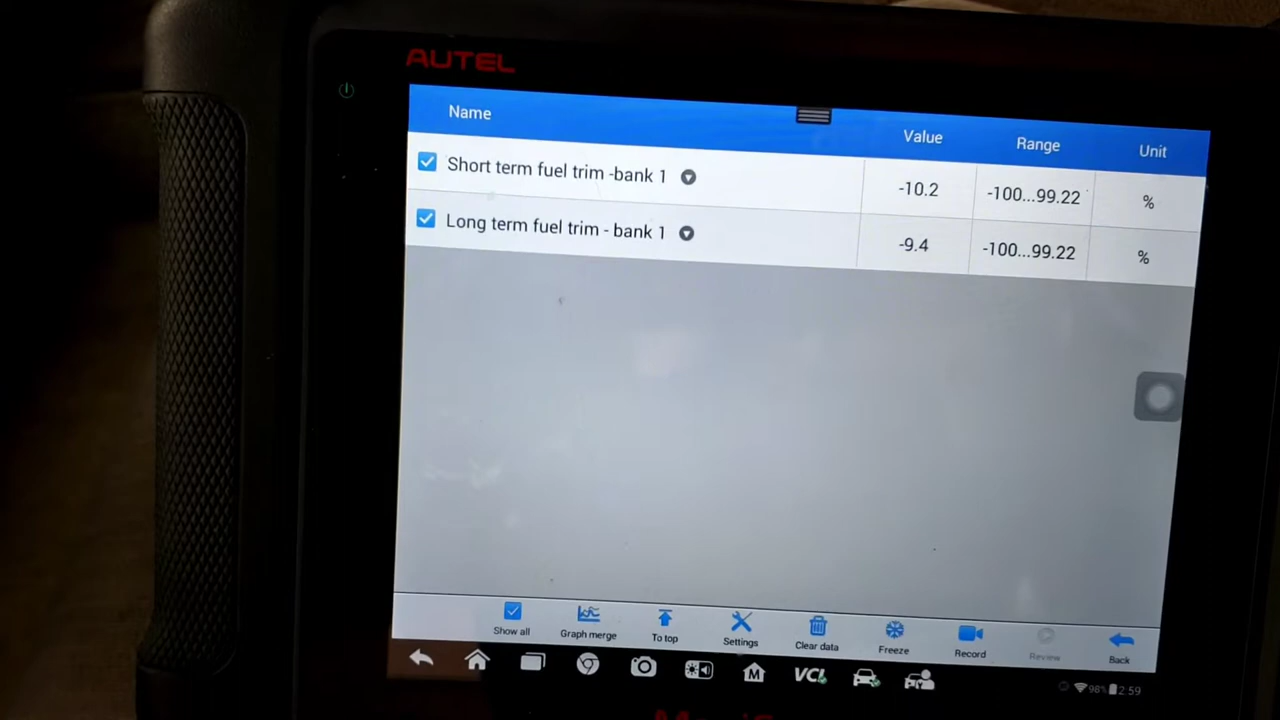 AUTEL
Name Value Range Unit
Short term fuel trim -bank 1 -10.2 -100...99.22 %
Long term fuel trim - bank 1 -9.4 -100...99.22 %
Show all Graph merge To top Settings Clear data Freeze Record Review Back
M VCI 98% 2:59